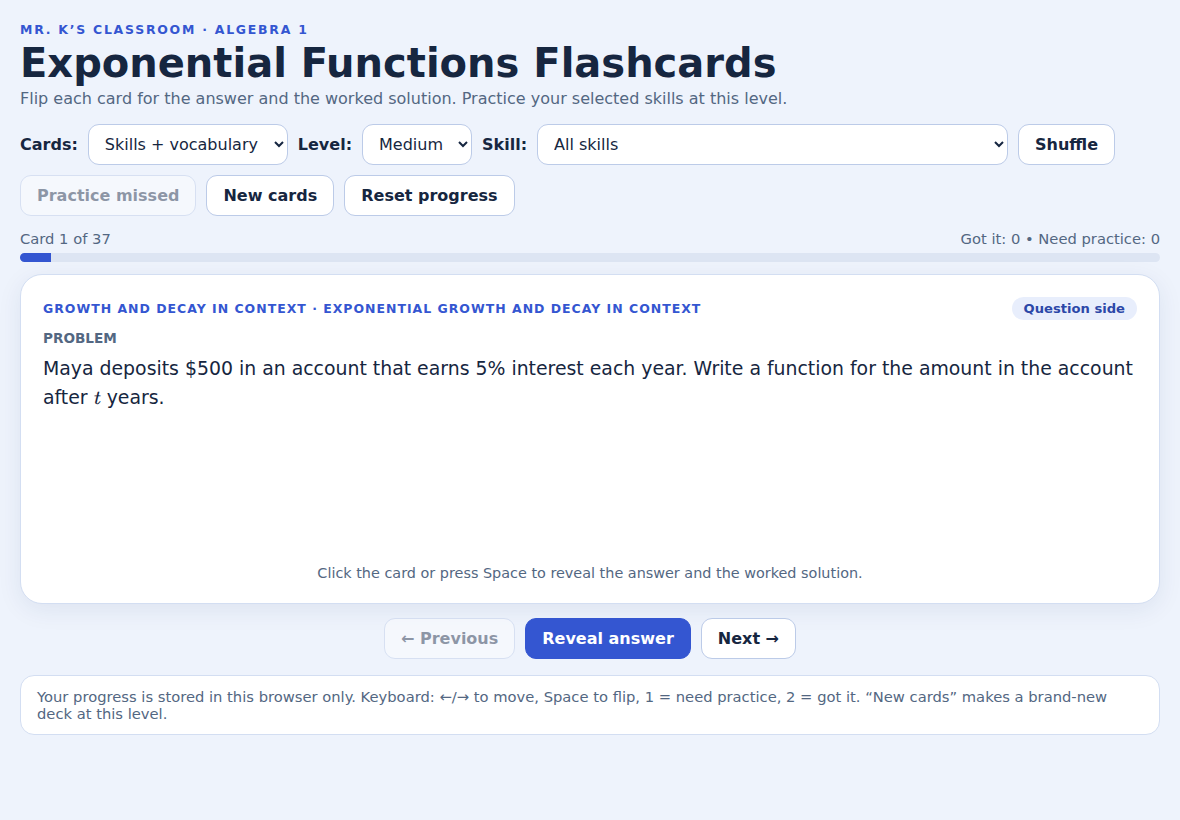 MR. K’S CLASSROOM · ALGEBRA 1
Exponential Functions Flashcards
Flip each card for the answer and the worked solution. Practice your selected skills at this level.
Cards: Skills + vocabulary Level: Medium Skill: All skills Shuffle
Practice missed New cards Reset progress
Card 1 of 37 Got it: 0 • Need practice: 0
GROWTH AND DECAY IN CONTEXT · EXPONENTIAL GROWTH AND DECAY IN CONTEXT Question side
PROBLEM
Maya deposits $500 in an account that earns 5% interest each year. Write a function for the amount in the account
after t years.
Click the card or press Space to reveal the answer and the worked solution.
← Previous Reveal answer Next →
Your progress is stored in this browser only. Keyboard: ←/→ to move, Space to flip, 1 = need practice, 2 = got it. “New cards” makes a brand-new
deck at this level.